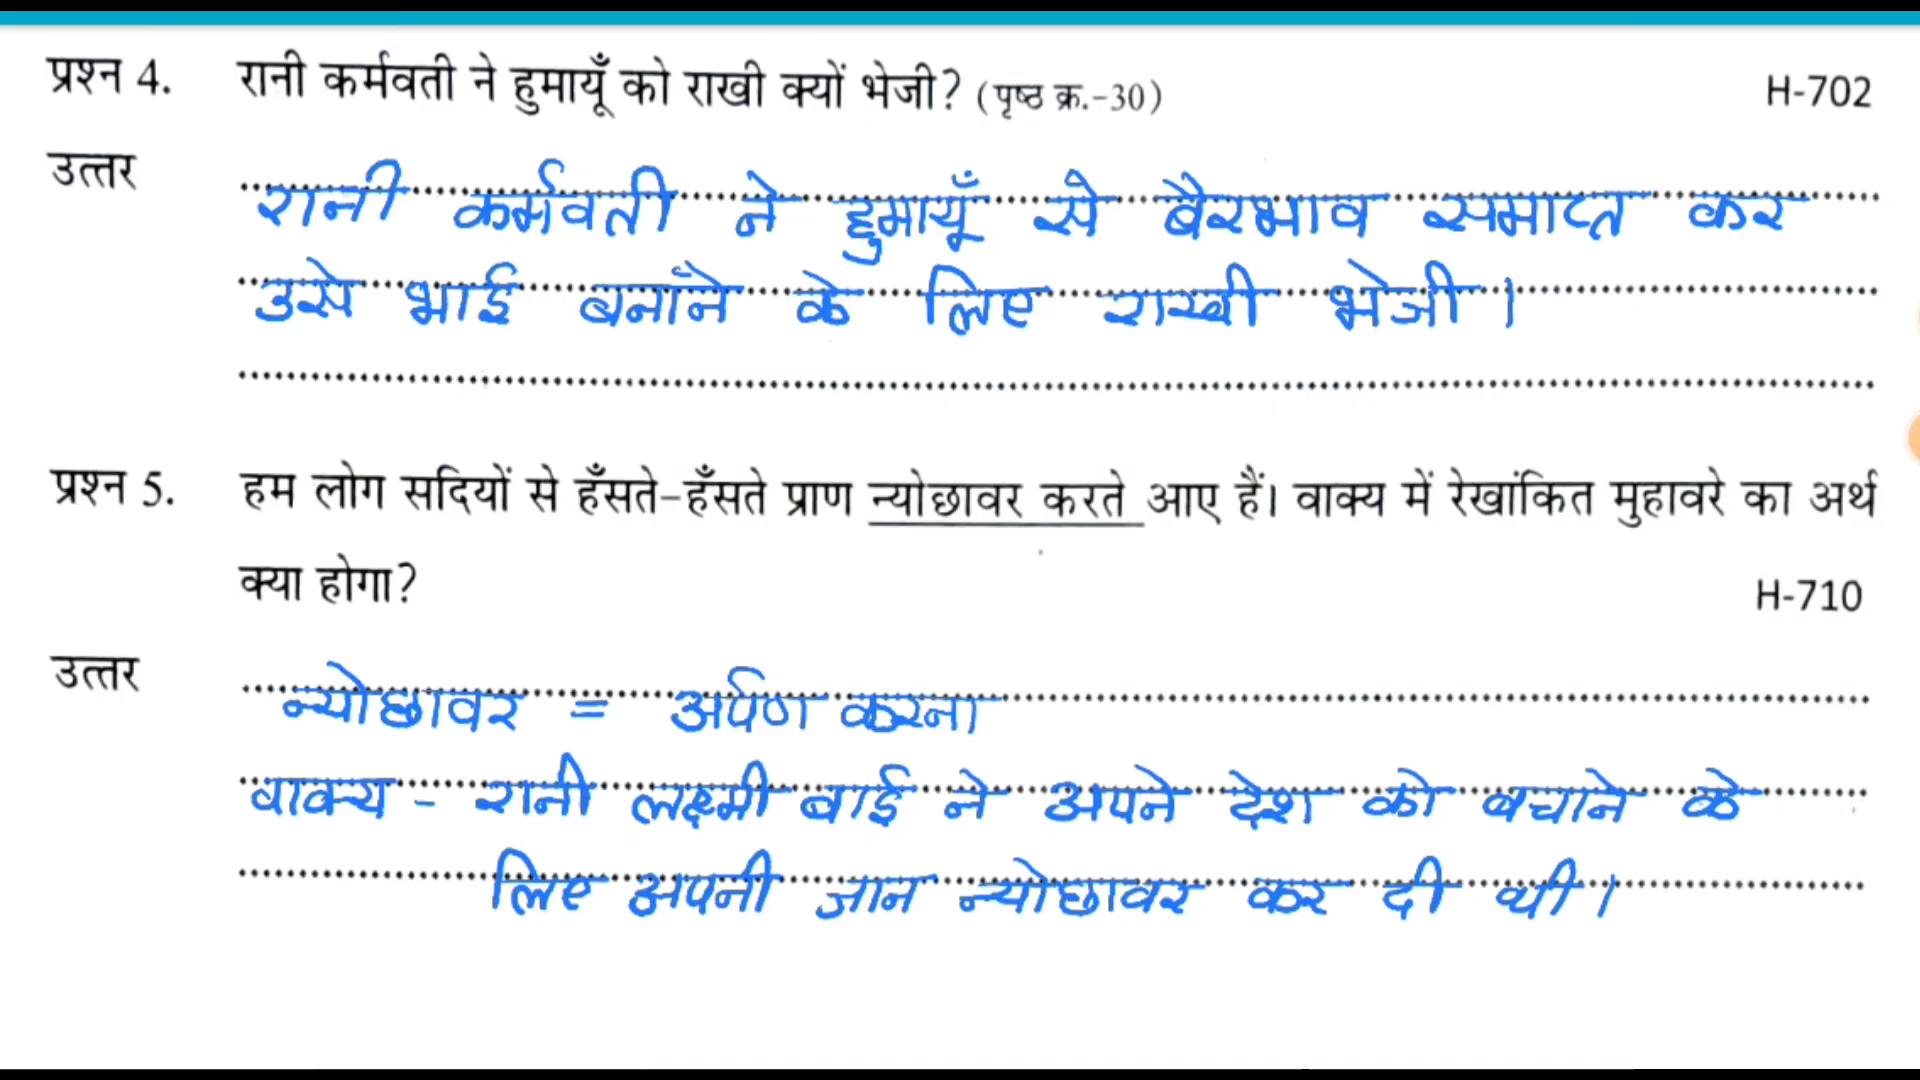 प्रश्न 4. रानी कर्मवती ने हुमायूँ को राखी क्यों भेजी? (पृष्ठ क्र.-30) H-702
उत्तर रानी कर्मवती ने हुमायूँ से बैरभाव समाप्त कर
उसे भाई बनाने के लिए राखी भेजी।
प्रश्न 5. हम लोग सदियों से हँसते-हँसते प्राण न्योछावर करते आए हैं। वाक्य में रेखांकित मुहावरे का अर्थ
क्या होगा? H-710
उत्तर न्योछावर = अर्पण करना
वाक्य - रानी लक्ष्मी बाई ने अपने देश को बचाने के
लिए अपनी जान न्योछावर कर दी थी।